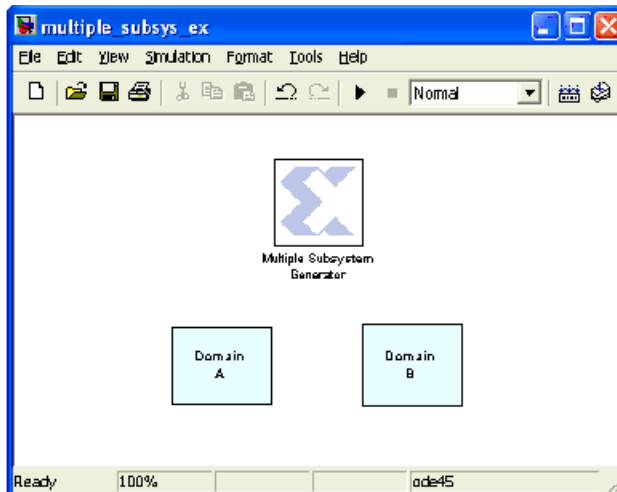 multiple_subsys_ex
File Edit View Simulation Format Tools Help
Normal
Multiple Subsystem
Generator
Domain
A
Domain
B
Ready 100% ode45